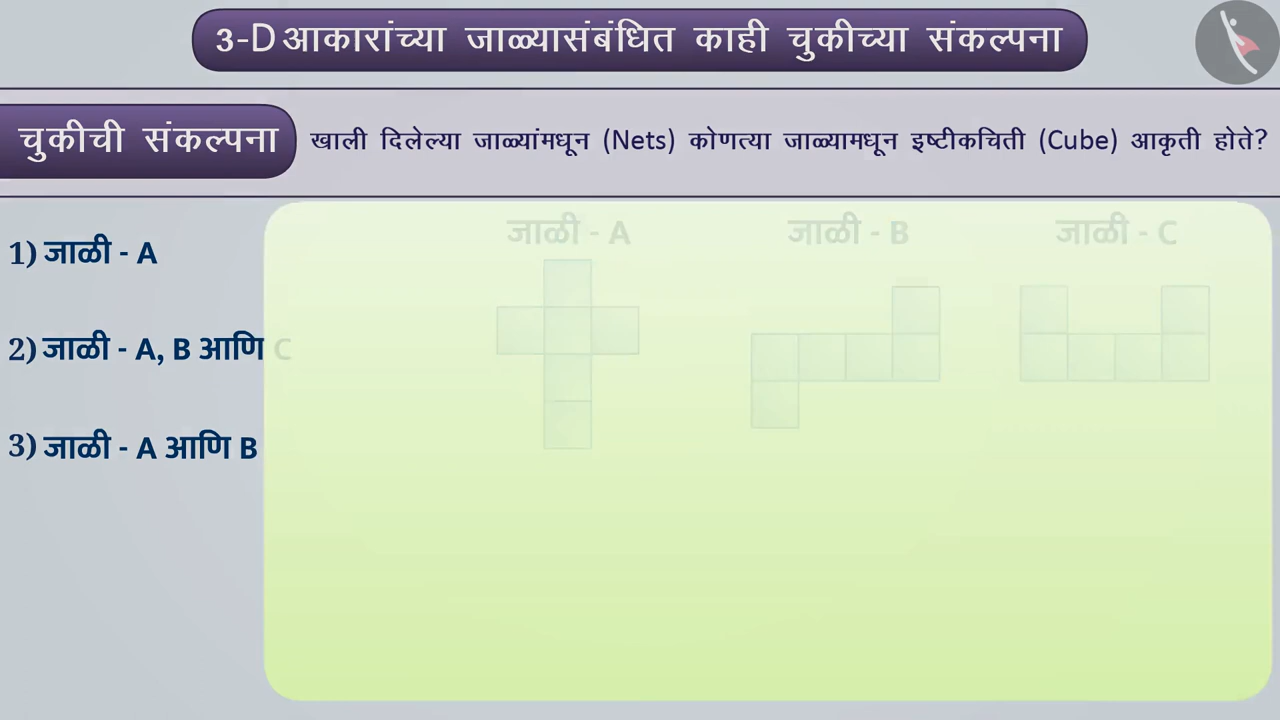 3-D आकारांच्या जाळ्यासंबंधित काही चुकीच्या संकल्पना
चुकीची संकल्पना
खाली दिलेल्या जाळ्यांमधून (Nets) कोणत्या जाळ्यामधून इष्टीकचिती (Cube) आकृती होते?
1) जाळी - A
2) जाळी - A, B आणि C
3) जाळी - A आणि B
जाळी - A जाळी - B जाळी - C